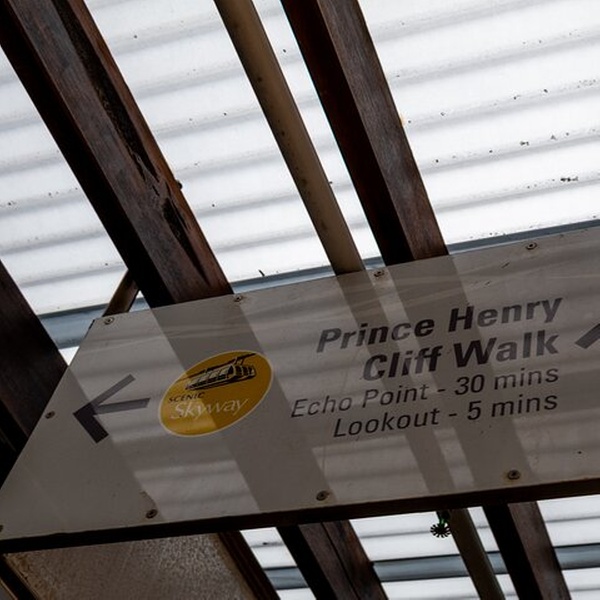 SCENIC
Skyway
Prince Henry
Cliff Walk
Echo Point - 30 mins
Lookout - 5 mins